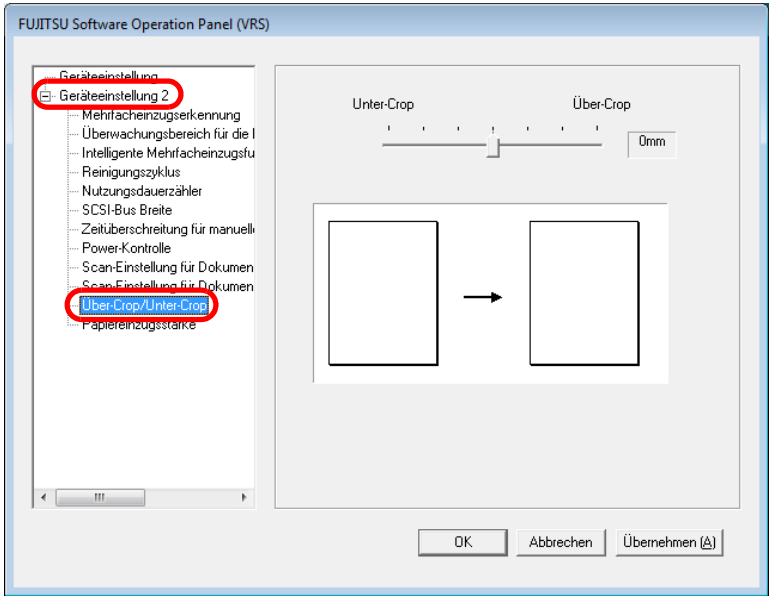 FUJITSU Software Operation Panel (VRS)
Geräteeinstellung
Geräteeinstellung 2
Mehrfacheinzugserkennung
Überwachungsbereich für die
Intelligente Mehrfacheinzugsfu
Reinigungszyklus
Nutzungsdauerzähler
SCSI-Bus Breite
Zeitüberschreitung für manuell
Power-Kontrolle
Scan-Einstellung für Dokumen
Scan-Einstellung für Dokumen
Über-Crop/Unter-Crop
Papiereinzugsstärke
Unter-Crop Über-Crop
0mm
OK Abbrechen Übernehmen (A)